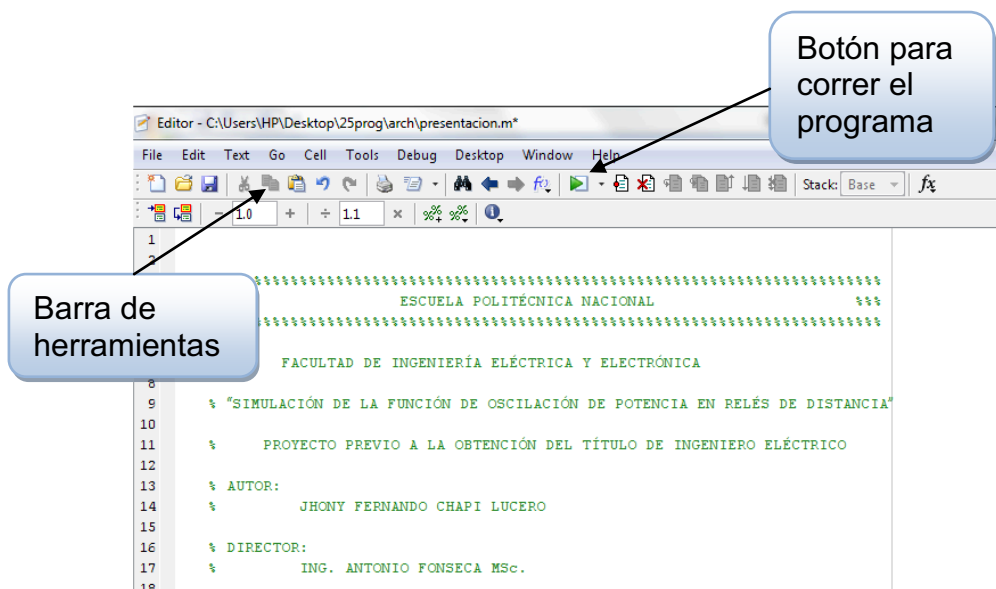 Botón para
correr el
programa
Editor - C:\Users\HP\Desktop\25prog\arch\presentacion.m*
File Edit Text Go Cell Tools Debug Desktop Window Help
Stack: Base fx
- 1.0 + ÷ 1.1 ×
1
%%%%%%%%%%%%%%%%%%%%%%%%%%%%%%%%%%%%%%%%%%%%%%%%%%%%%%%%%%%%%%%%%%%%%%
ESCUELA POLITÉCNICA NACIONAL %%%
%%%%%%%%%%%%%%%%%%%%%%%%%%%%%%%%%%%%%%%%%%%%%%%%%%%%%%%%%%%%%%%%%%%%%%
Barra de
herramientas
FACULTAD DE INGENIERÍA ELÉCTRICA Y ELECTRÓNICA
8
9 % "SIMULACIÓN DE LA FUNCIÓN DE OSCILACIÓN DE POTENCIA EN RELÉS DE DISTANCIA"
10
11 % PROYECTO PREVIO A LA OBTENCIÓN DEL TÍTULO DE INGENIERO ELÉCTRICO
12
13 % AUTOR:
14 % JHONY FERNANDO CHAPI LUCERO
15
16 % DIRECTOR:
17 % ING. ANTONIO FONSECA MSc.
18